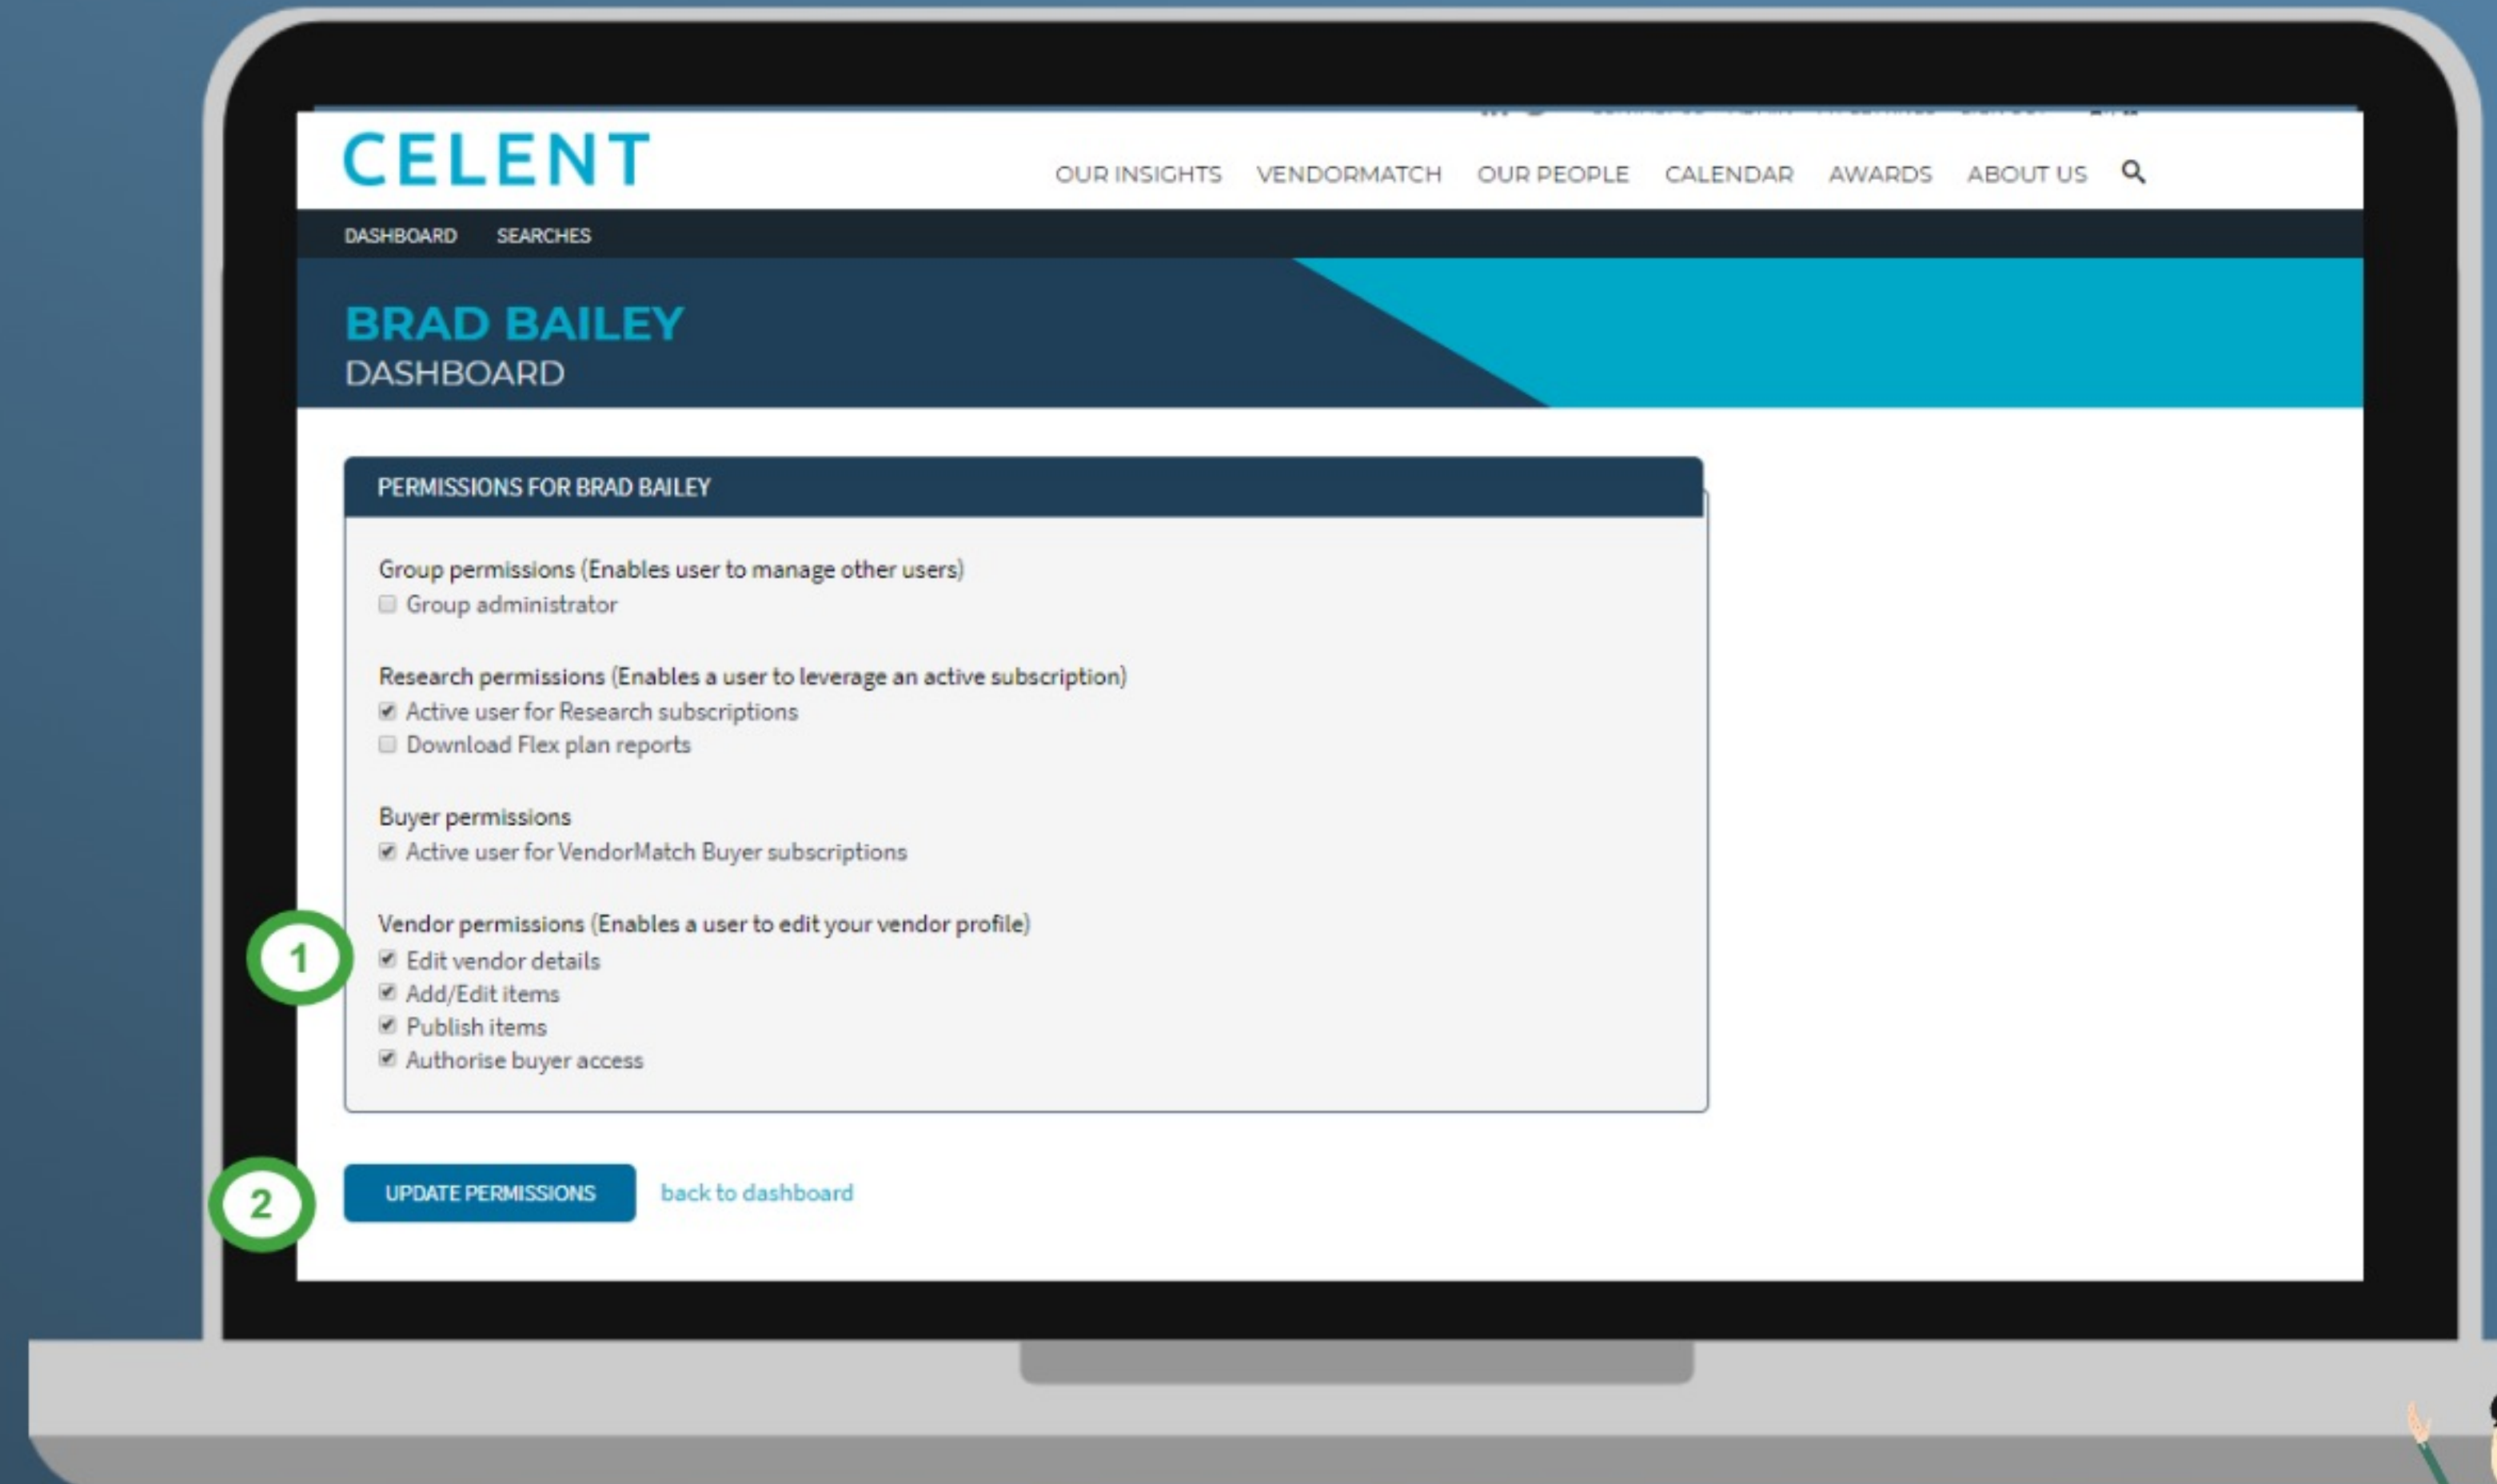 CELENT
OUR INSIGHTS VENDORMATCH OUR PEOPLE CALENDAR AWARDS ABOUT US
DASHBOARD SEARCHES
BRAD BAILEY
DASHBOARD
PERMISSIONS FOR BRAD BAILEY
Group permissions (Enables user to manage other users)
Group administrator
Research permissions (Enables a user to leverage an active subscription)
Active user for Research subscriptions
Download Flex plan reports
Buyer permissions
Active user for VendorMatch Buyer subscriptions
Vendor permissions (Enables a user to edit your vendor profile)
1
Edit vendor details
Add/Edit items
Publish items
Authorise buyer access
2
UPDATE PERMISSIONS back to dashboard